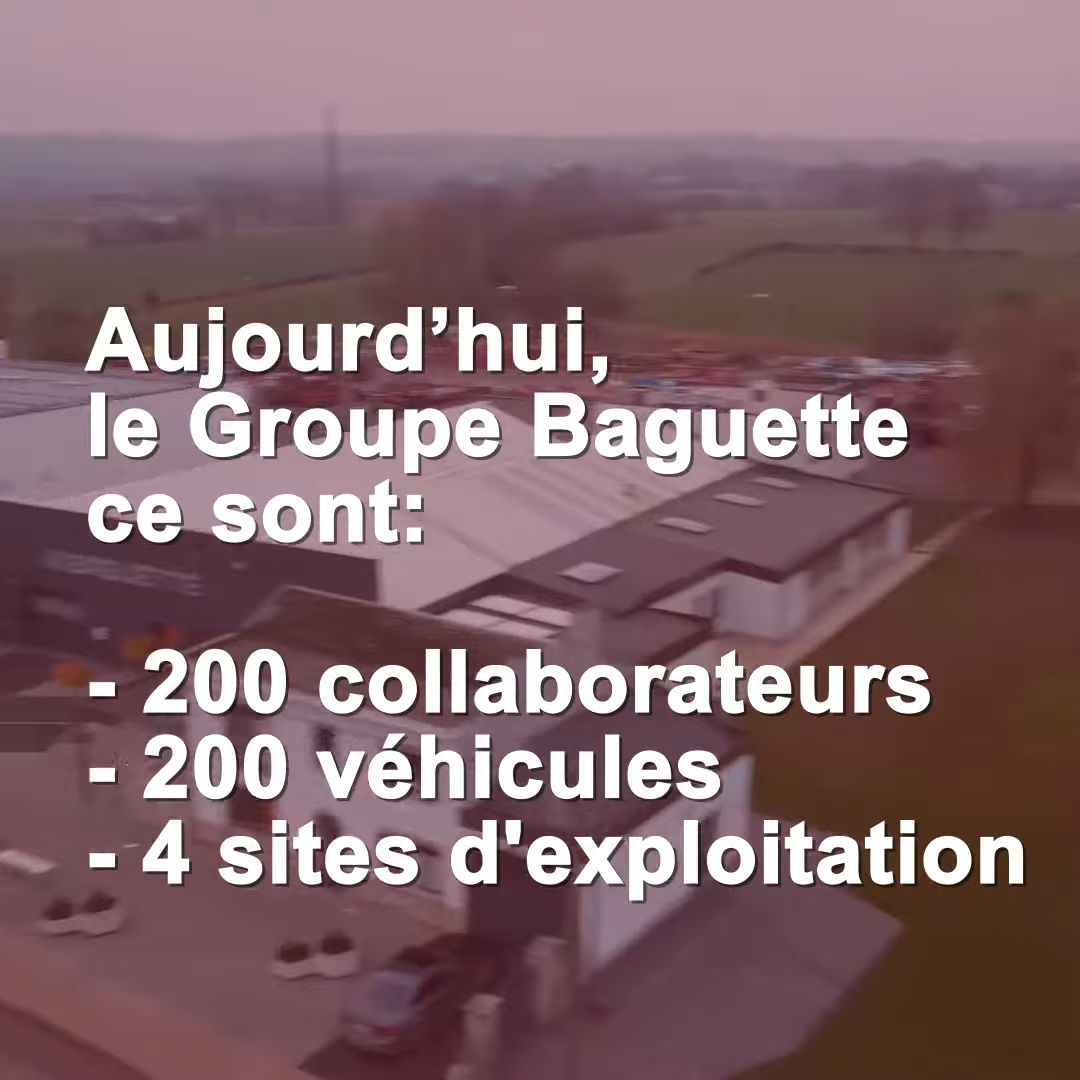 Aujourd’hui,
le Groupe Baguette
ce sont:
- 200 collaborateurs
- 200 véhicules
- 4 sites d'exploitation